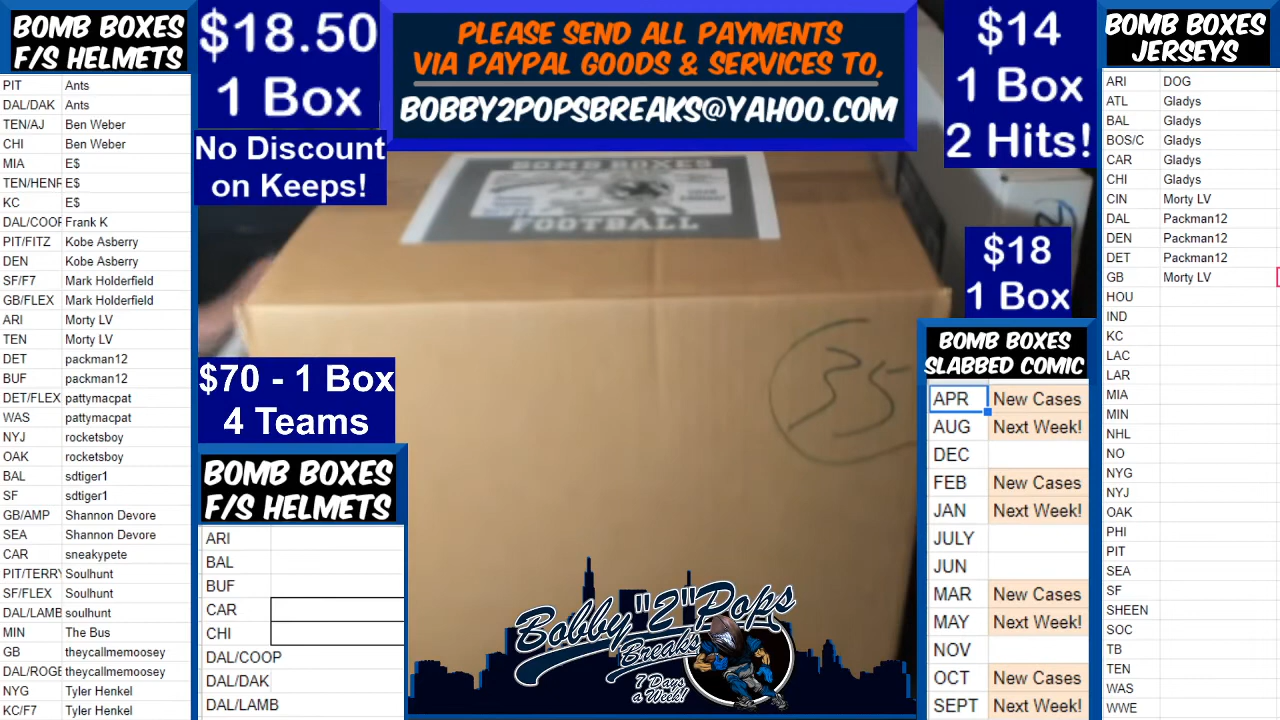 BOMB BOXES
F/S HELMETS
PIT Ants
DAL/DAK Ants
TEN/AJ Ben Weber
CHI Ben Weber
MIA E$
TEN/HENR E$
KC E$
DAL/COOP Frank K
PIT/FITZ Kobe Asberry
DEN Kobe Asberry
SF/F7 Mark Holderfield
GB/FLEX Mark Holderfield
ARI Morty LV
TEN Morty LV
DET packman12
BUF packman12
DET/FLEX pattymacpat
WAS pattymacpat
NYJ rocketsboy
OAK rocketsboy
BAL sdtiger1
SF sdtiger1
GB/AMP Shannon Devore
SEA Shannon Devore
CAR sneakypete
PIT/TERRY Soulhunt
SF/FLEX Soulhunt
DAL/LAMB soulhunt
MIN The Bus
GB theycallmemoosey
DAL/ROGE theycallmemoosey
NYG Tyler Henkel
KC/F7 Tyler Henkel
$18.50
1 Box
No Discount
on Keeps!
$70 - 1 Box
4 Teams
BOMB BOXES
F/S HELMETS
ARI
BAL
BUF
CAR
CHI
DAL/COOP
DAL/DAK
DAL/LAMB
PLEASE SEND ALL PAYMENTS
VIA PAYPAL GOODS & SERVICES TO,
BOBBY2POPSBREAKS@YAHOO.COM
BOMB BOXES
FOOTBALL
35
Bobby "2" Pops
Breaks
7 Days
a Week!
$14
1 Box
2 Hits!
$18
1 Box
BOMB BOXES
SLABBED COMIC
APR New Cases
AUG Next Week!
DEC
FEB New Cases
JAN Next Week!
JULY
JUN
MAR New Cases
MAY Next Week!
NOV
OCT New Cases
SEPT Next Week!
BOMB BOXES
JERSEYS
ARI DOG
ATL Gladys
BAL Gladys
BOS/C Gladys
CAR Gladys
CHI Gladys
CIN Morty LV
DAL Packman12
DEN Packman12
DET Packman12
GB Morty LV
HOU
IND
KC
LAC
LAR
MIA
MIN
NHL
NO
NYG
NYJ
OAK
PHI
PIT
SEA
SF
SHEEN
SOC
TB
TEN
WAS
WWE